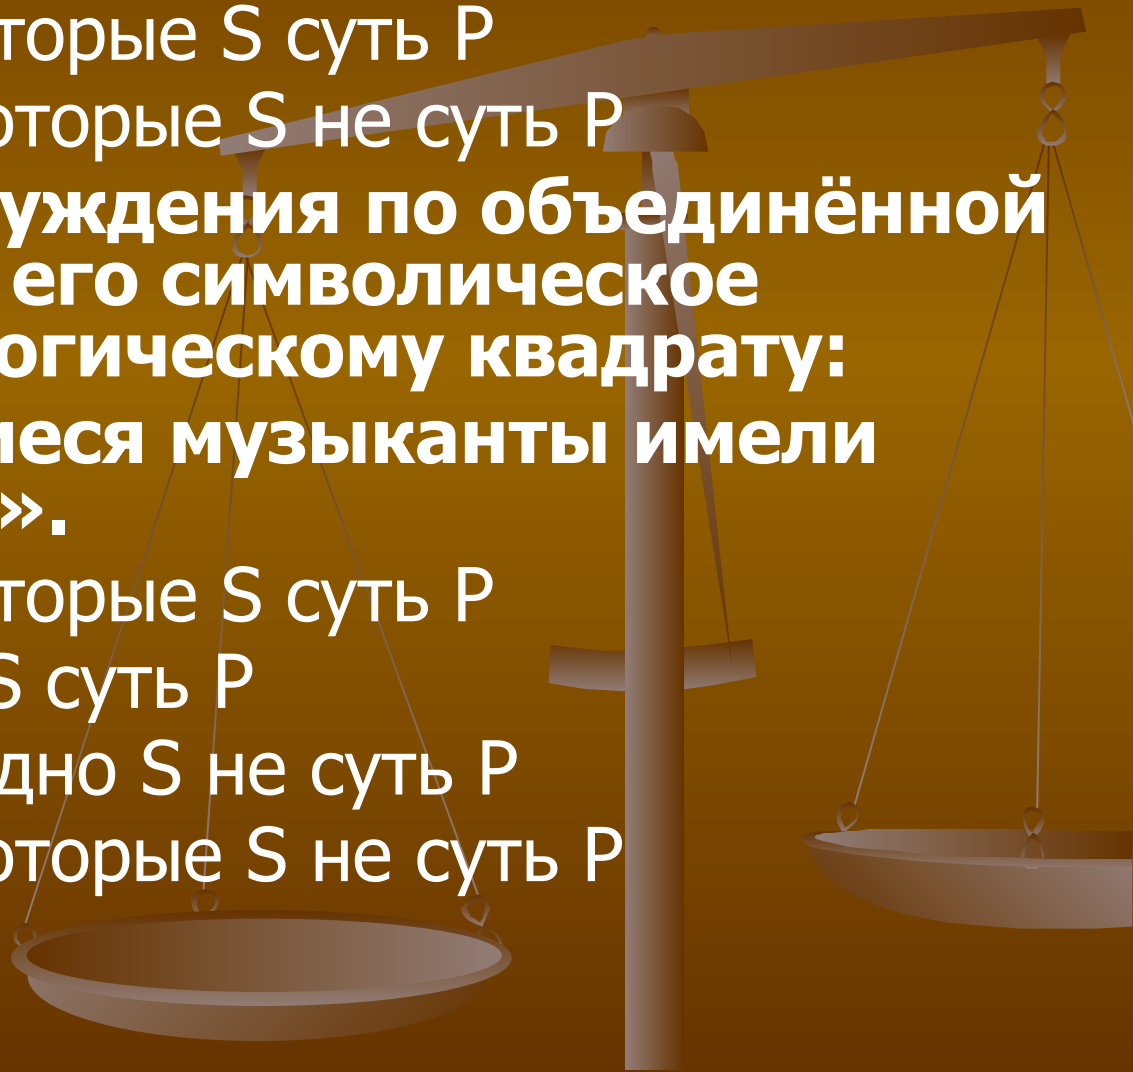 торые S суть P
оторые S не суть P
уждения по объединённой
его символическое
огическому квадрату:
иеся музыканты имели
».
торые S суть P
S суть P
дно S не суть P
оторые S не суть P